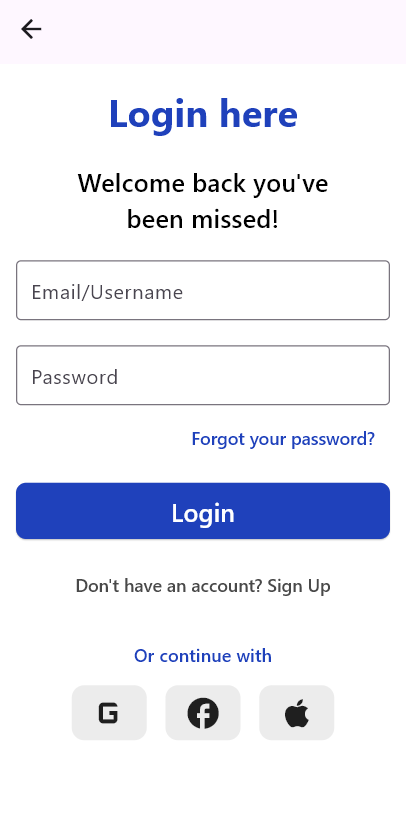 Login here
Welcome back you've
been missed!
Email/Username
Password
Forgot your password?
Login
Don't have an account? Sign Up
Or continue with
G